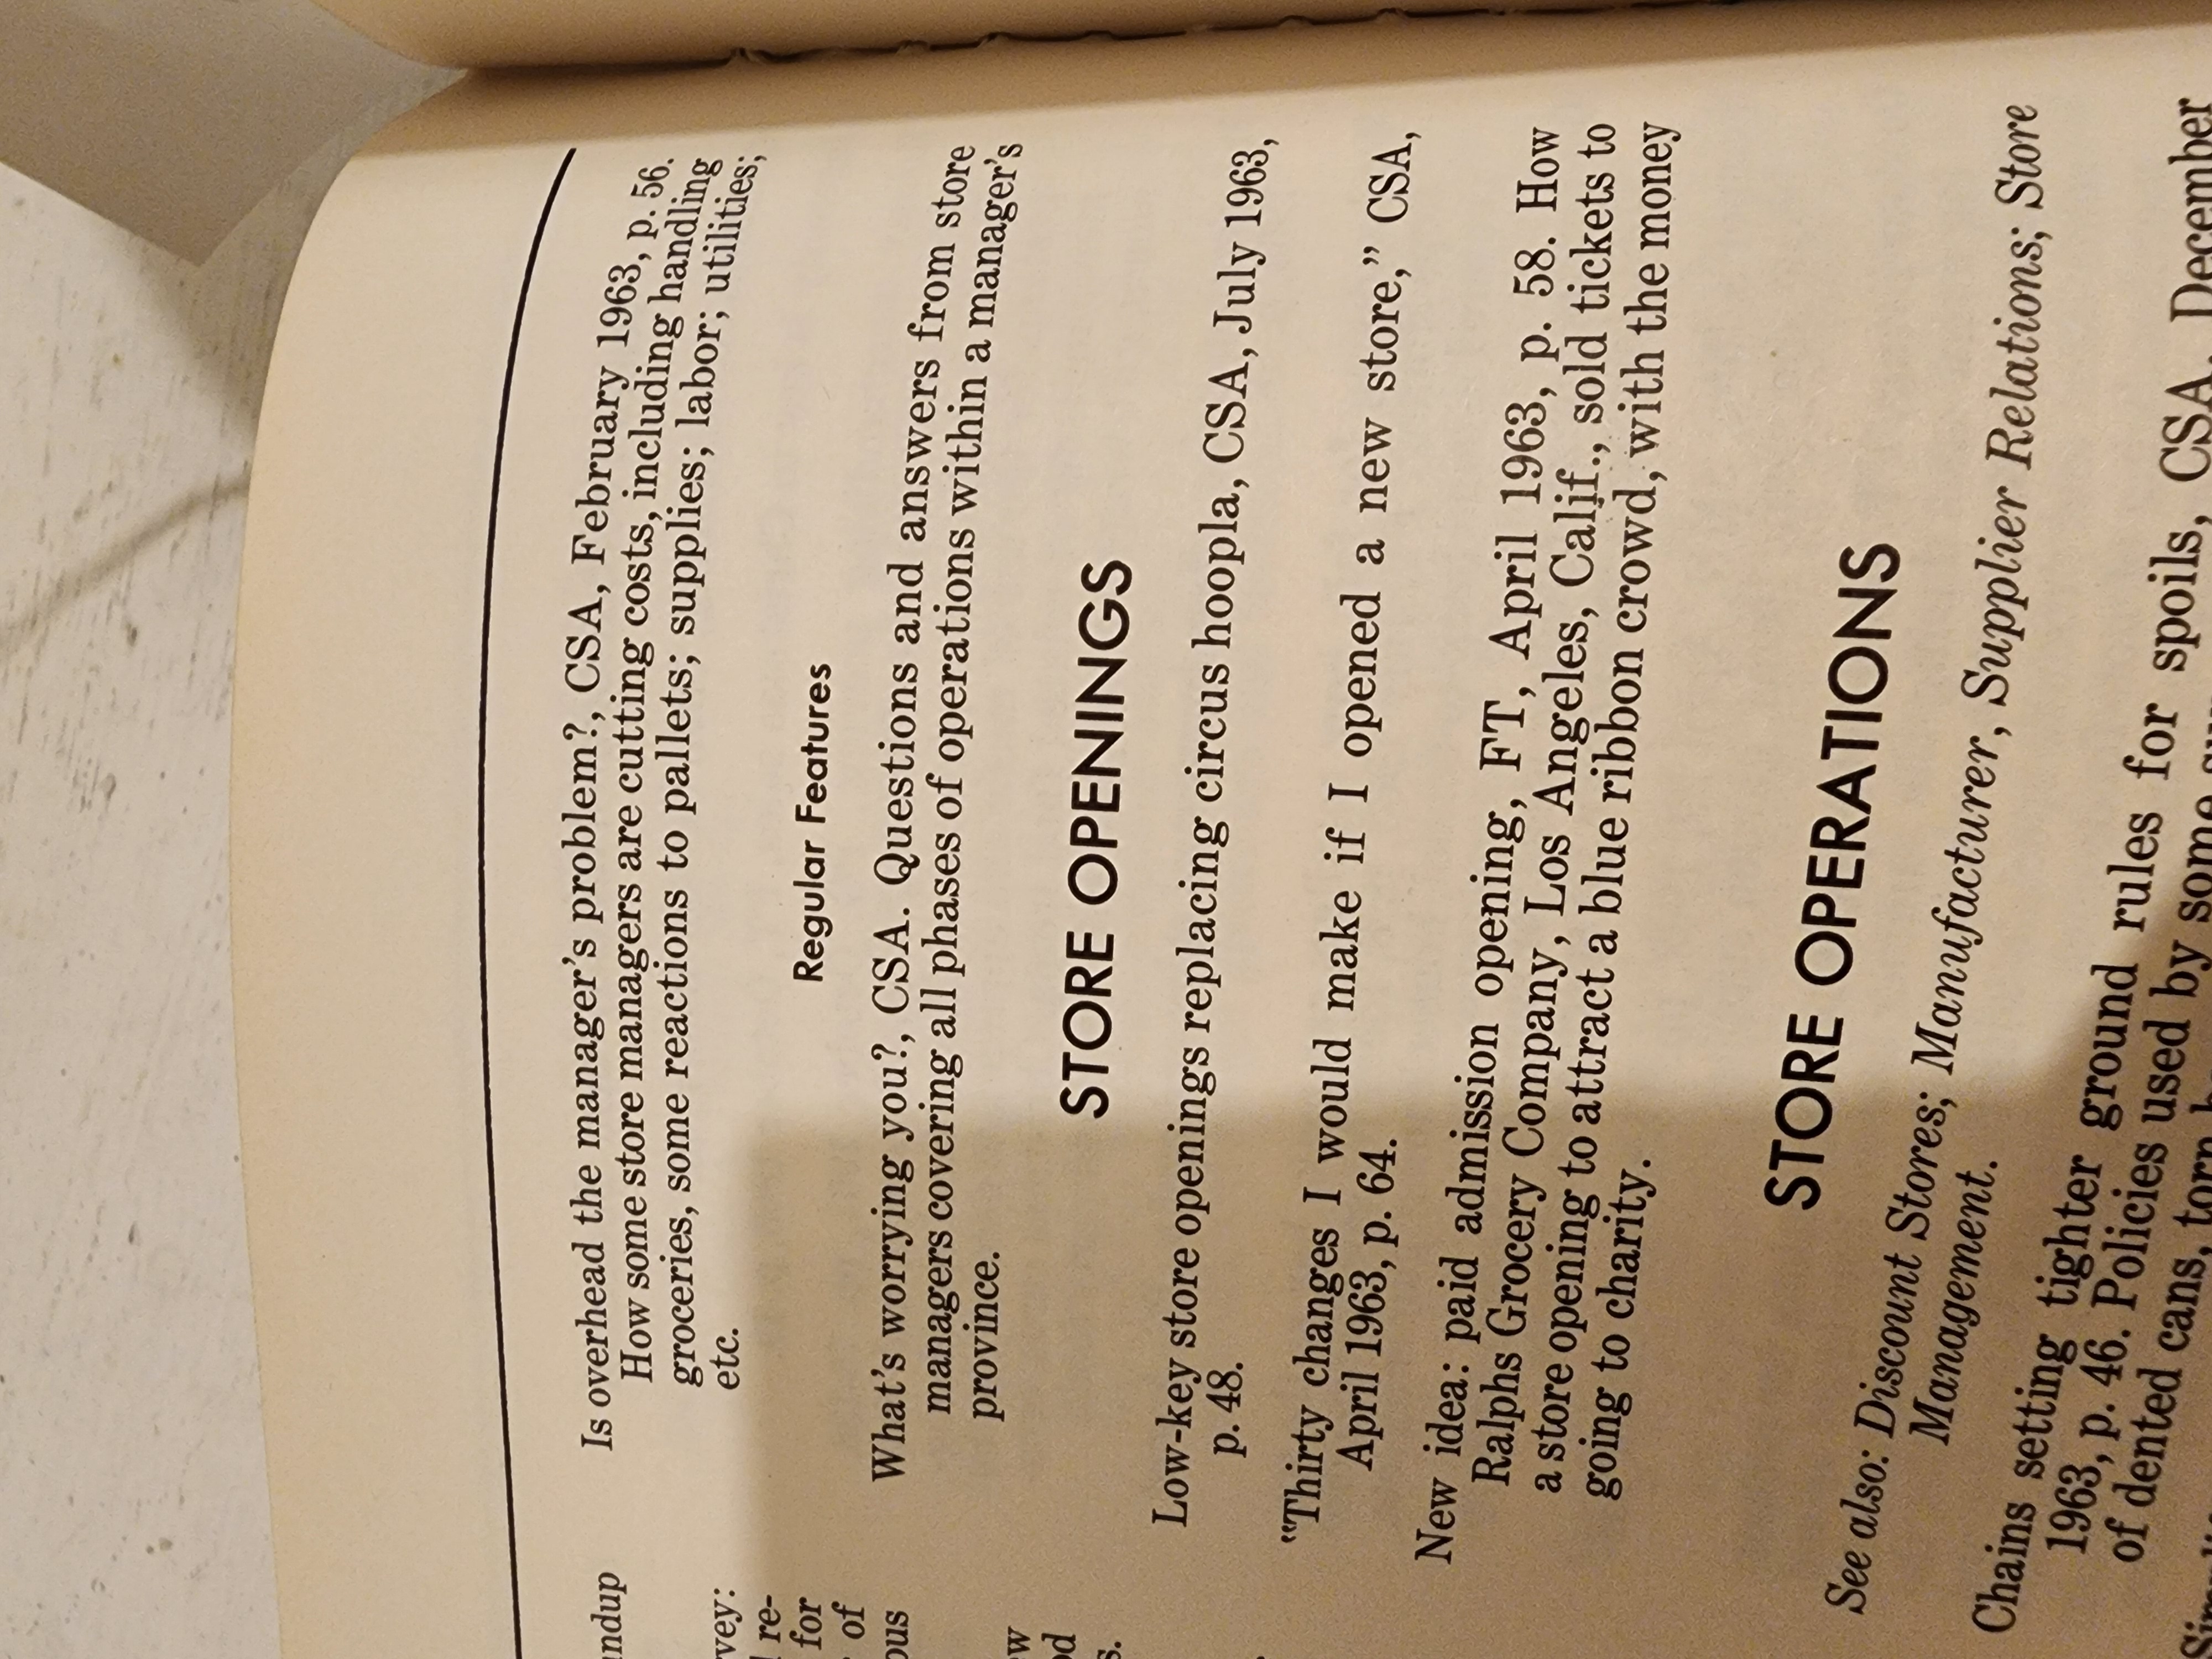 Is overhead the manager's problem?, CSA, February 1963, p. 56.
How some store managers are cutting costs, including handling
groceries, some reactions to pallets; supplies; labor; utilities;
etc.
Regular Features
What's worrying you?, CSA. Questions and answers from store
managers covering all phases of operations within a manager's
province.
STORE OPENINGS
Low-key store openings replacing circus hoopla, CSA, July 1963,
p. 48.
"Thirty changes I would make if I opened a new store," CSA,
April 1963, p. 64.
New idea: paid admission opening, FT, April 1963, p. 58. How
Ralphs Grocery Company, Los Angeles, Calif., sold tickets to
a store opening to attract a blue ribbon crowd, with the money
going to charity.
STORE OPERATIONS
See also: Discount Stores; Manufacturer, Supplier Relations; Store
Management.
Chains setting tighter ground rules for spoils, CSA, December
1963, p. 46. Policies used by some
of dented cans, torn
for
of